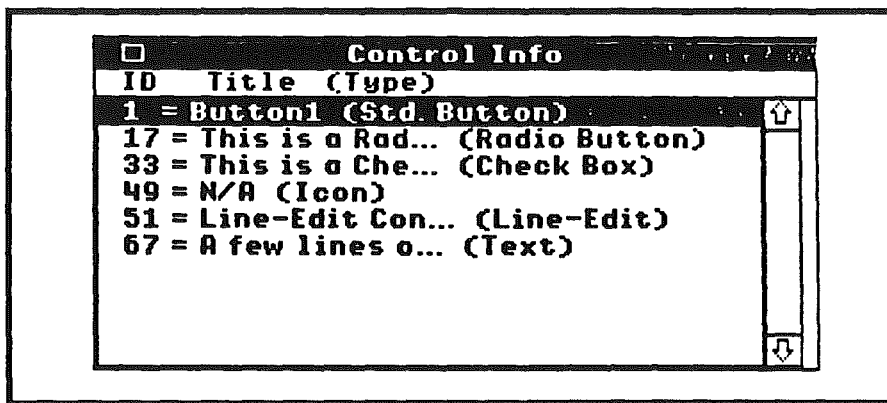 Control Info
ID Title (Type)
1 = Button1 (Std. Button)
17 = This is a Rad... (Radio Button)
33 = This is a Che... (Check Box)
49 = N/A (Icon)
51 = Line-Edit Con... (Line-Edit)
67 = A few lines o... (Text)